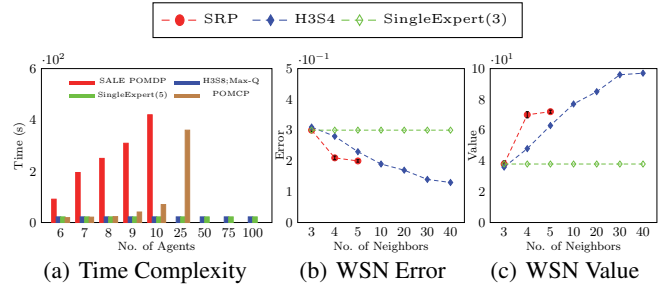 SRP H3S4 SingleExpert(3)
·10²
6
4
2
0
Time (s)
SALE POMDP H3S8;Max-Q
SingleExpert(5) POMCP
6 7 8 9 10 25 50 75 100
No. of Agents
(a) Time Complexity
·10⁻¹
5
4
3
2
1
0
Error
3 4 5 10 20 30 40
No. of Neighbors
(b) WSN Error
·10¹
10
8
6
4
2
0
Value
3 4 5 10 20 30 40
No. of Neighbors
(c) WSN Value